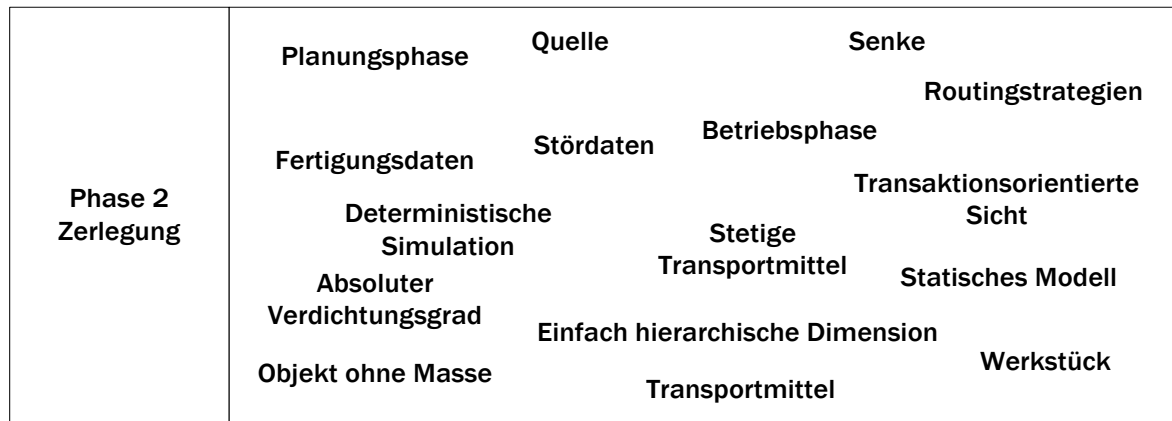 Phase 2
Zerlegung
Planungsphase
Quelle
Senke
Routingstrategien
Betriebsphase
Stördaten
Fertigungsdaten
Transaktionsorientierte
Sicht
Deterministische
Simulation
Stetige
Transportmittel
Statisches Modell
Absoluter
Verdichtungsgrad
Einfach hierarchische Dimension
Werkstück
Objekt ohne Masse
Transportmittel